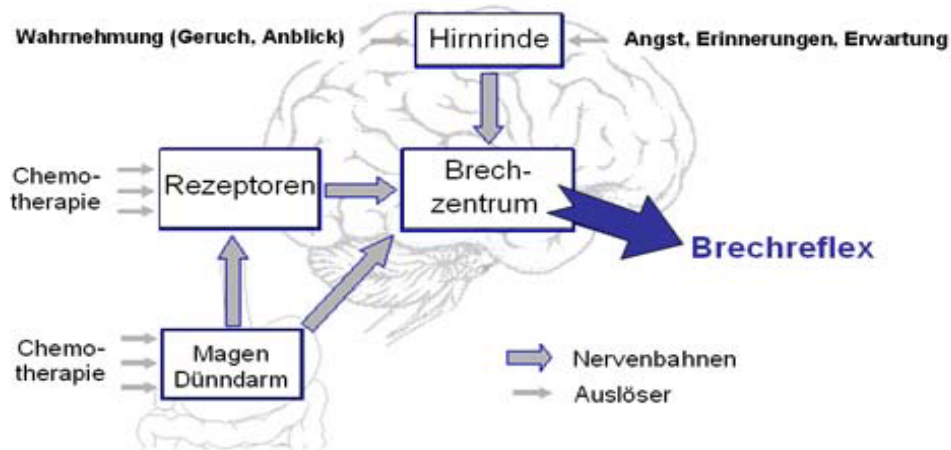 Wahrnehmung (Geruch, Anblick)
Hirnrinde
Angst, Erinnerungen, Erwartung
Chemo-
therapie
Rezeptoren
Brech-
zentrum
Brechreflex
Chemo-
therapie
Magen
Dünndarm
Nervenbahnen
Auslöser